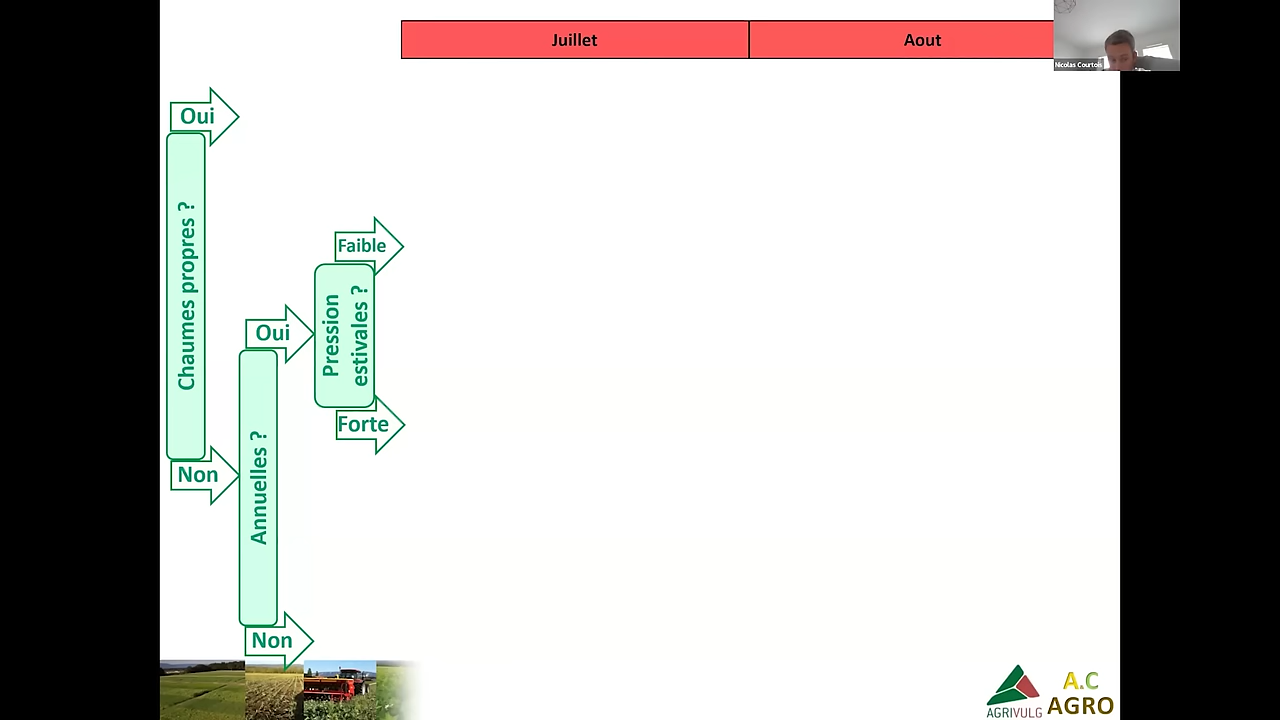 Juillet
Aout
Nicolas Courtois
Oui
Chaumes propres ?
Non
Oui
Annuelles ?
Non
Faible
Pression
estivales ?
Forte
AGRIVULG
A.C
AGRO